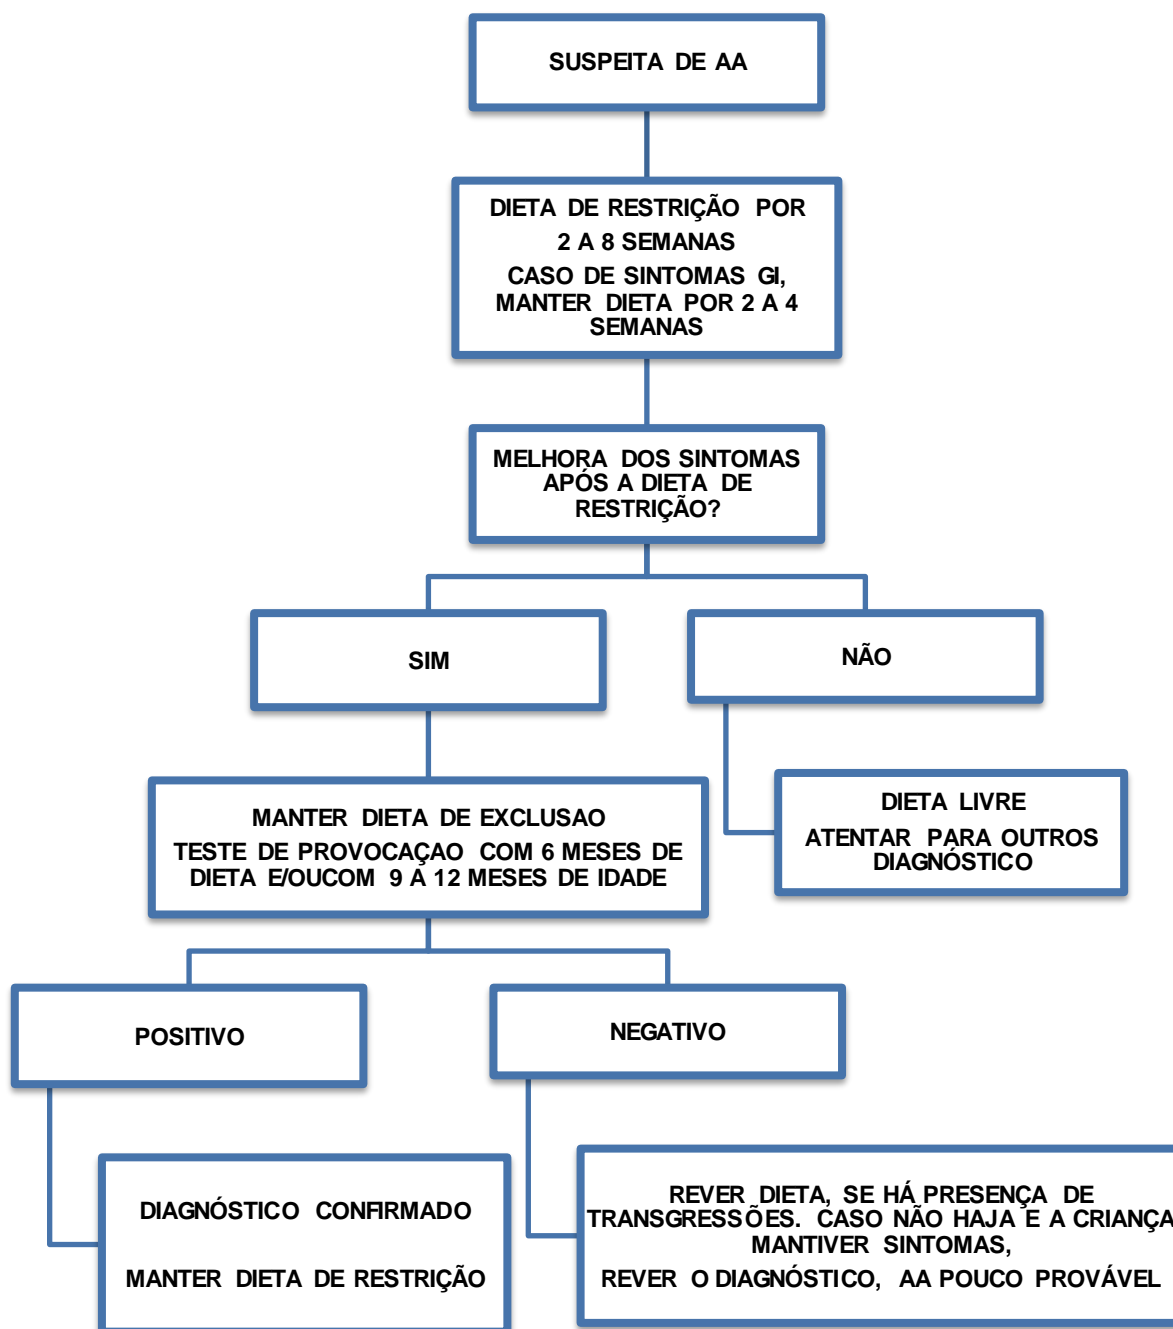 SUSPEITA DE AA
DIETA DE RESTRIÇÃO POR
2 A 8 SEMANAS
CASO DE SINTOMAS GI,
MANTER DIETA POR 2 A 4
SEMANAS
MELHORA DOS SINTOMAS
APÓS A DIETA DE
RESTRIÇÃO?
SIM
NÃO
MANTER DIETA DE EXCLUSAO
TESTE DE PROVOCAÇAO COM 6 MESES DE
DIETA E/OUCOM 9 A 12 MESES DE IDADE
DIETA LIVRE
ATENTAR PARA OUTROS
DIAGNÓSTICO
POSITIVO
NEGATIVO
DIAGNÓSTICO CONFIRMADO
MANTER DIETA DE RESTRIÇÃO
REVER DIETA, SE HÁ PRESENÇA DE
TRANSGRESSÕES. CASO NÃO HAJA E A CRIANÇA
MANTIVER SINTOMAS,
REVER O DIAGNÓSTICO, AA POUCO PROVÁVEL